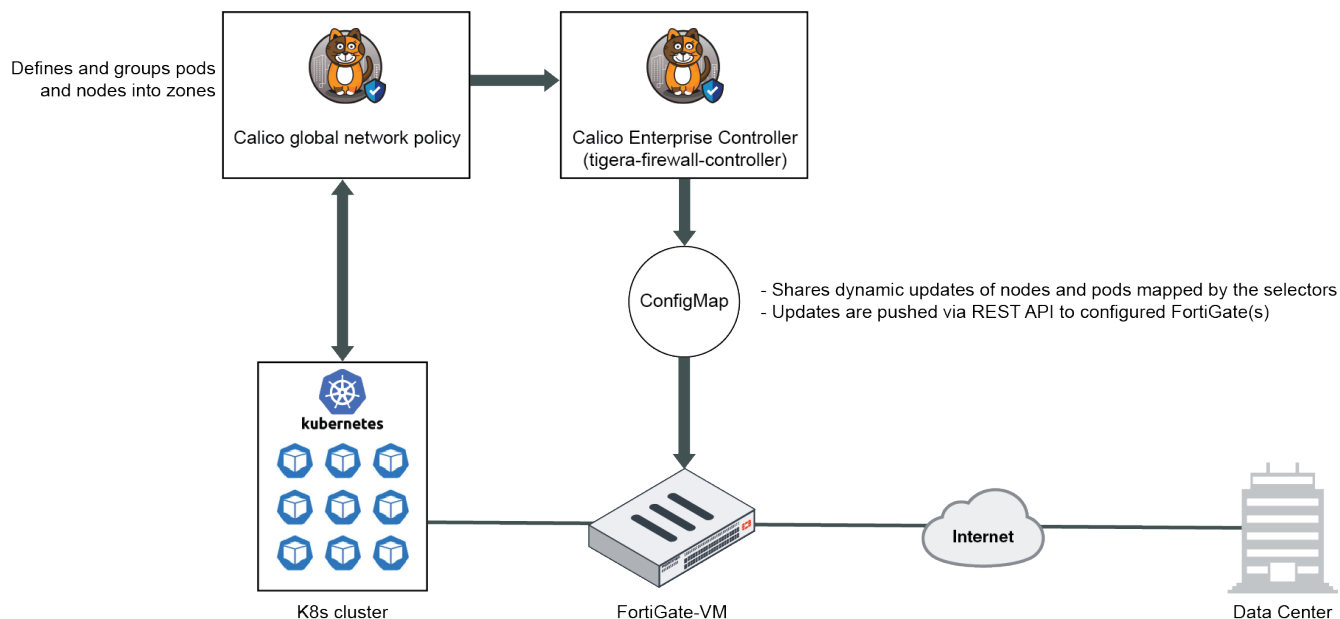 Defines and groups pods
and nodes into zones
Calico global network policy
Calico Enterprise Controller
(tigera-firewall-controller)
ConfigMap
- Shares dynamic updates of nodes and pods mapped by the selectors
- Updates are pushed via REST API to configured FortiGate(s)
kubernetes
Internet
K8s cluster
FortiGate-VM
Data Center